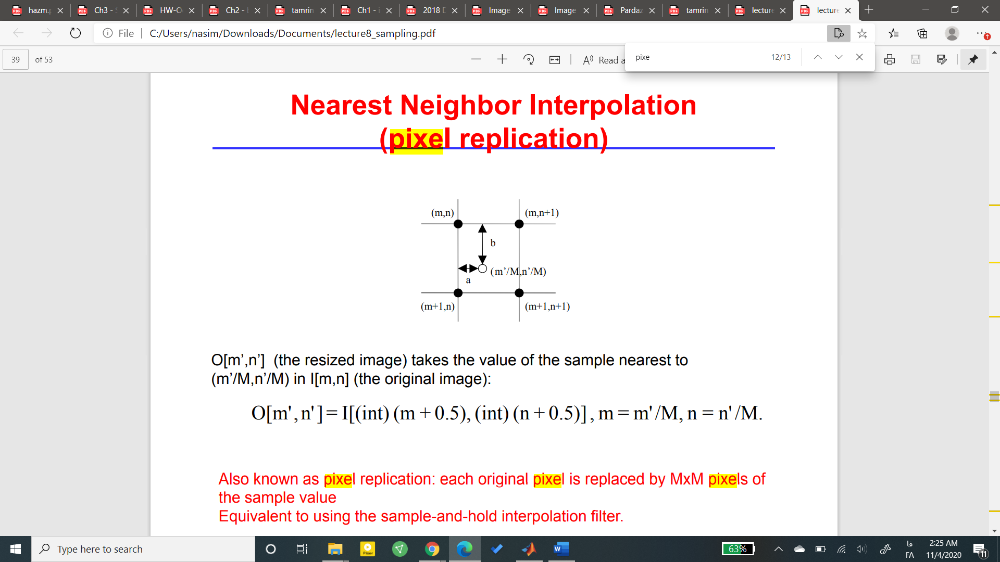 hazm.p
Ch3 -
HW-O
Ch2 -
tamrin
Ch1 - i
2018 D
Image
Image
Pardaz
tamrin
lecture
lecture
File
C:/Users/nasim/Downloads/Documents/lecture8_sampling.pdf
39 of 53
Read a
pixe
12/13
Nearest Neighbor Interpolation
(pixel replication)
(m,n)
(m,n+1)
b
(m’/M,n’/M)
a
(m+1,n)
(m+1,n+1)
O[m’,n’] (the resized image) takes the value of the sample nearest to
(m’/M,n’/M) in I[m,n] (the original image):
O[m',n'] = I[(int) (m + 0.5), (int) (n + 0.5)], m = m'/M, n = n'/M.
Also known as pixel replication: each original pixel is replaced by MxM pixels of
the sample value
Equivalent to using the sample-and-hold interpolation filter.
Type here to search
Player
63%
فا
FA
2:25 AM
11/4/2020
11